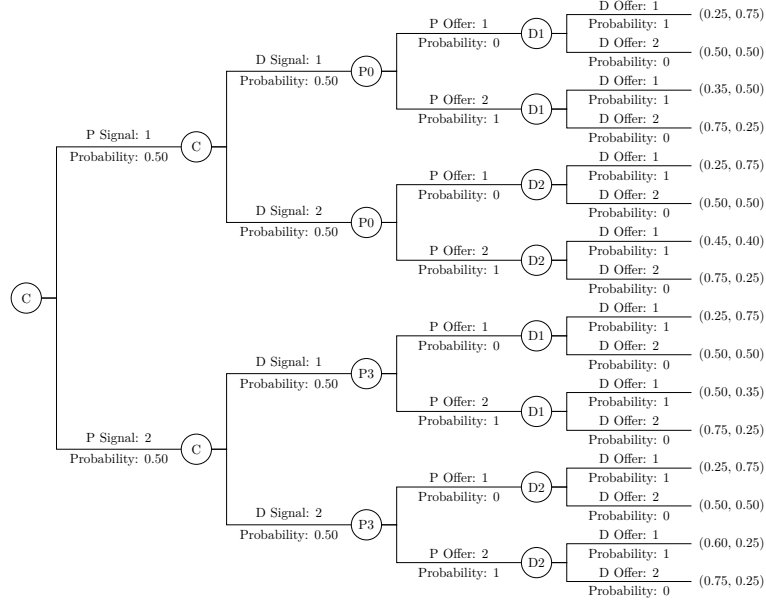 D Offer: 1
(0.25, 0.75)
P Offer: 1
Probability: 1
Probability: 0
D1
D Offer: 2
(0.50, 0.50)
D Signal: 1
Probability: 0
Probability: 0.50
P0
D Offer: 1
(0.35, 0.50)
P Offer: 2
Probability: 1
Probability: 1
D1
D Offer: 2
(0.75, 0.25)
P Signal: 1
Probability: 0
Probability: 0.50
C
D Offer: 1
(0.25, 0.75)
P Offer: 1
Probability: 1
Probability: 0
D2
D Offer: 2
(0.50, 0.50)
D Signal: 2
Probability: 0
Probability: 0.50
P0
D Offer: 1
(0.45, 0.40)
P Offer: 2
Probability: 1
Probability: 1
D2
D Offer: 2
(0.75, 0.25)
Probability: 0
C
D Offer: 1
(0.25, 0.75)
P Offer: 1
Probability: 1
Probability: 0
D1
D Offer: 2
(0.50, 0.50)
D Signal: 1
Probability: 0
Probability: 0.50
P3
D Offer: 1
(0.50, 0.35)
P Offer: 2
Probability: 1
Probability: 1
D1
D Offer: 2
(0.75, 0.25)
P Signal: 2
Probability: 0
Probability: 0.50
C
D Offer: 1
(0.25, 0.75)
P Offer: 1
Probability: 1
Probability: 0
D2
D Offer: 2
(0.50, 0.50)
D Signal: 2
Probability: 0
Probability: 0.50
P3
D Offer: 1
(0.60, 0.25)
P Offer: 2
Probability: 1
Probability: 1
D2
D Offer: 2
(0.75, 0.25)
Probability: 0